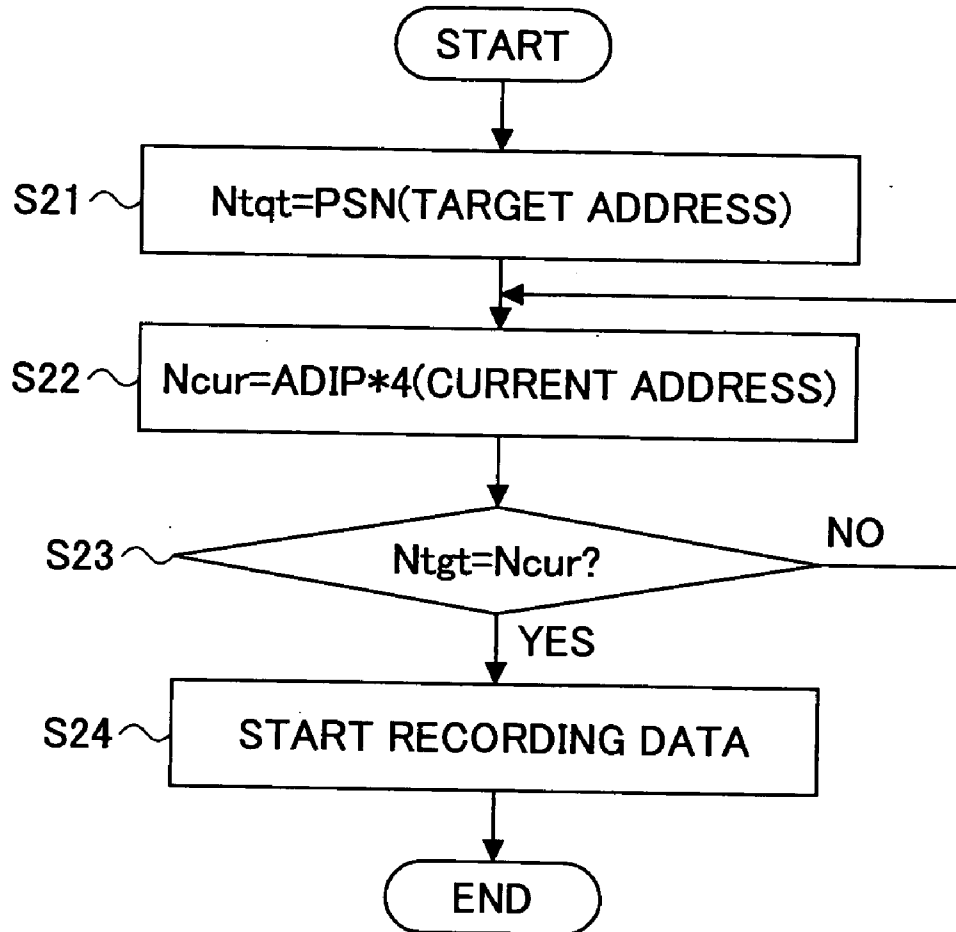 START
S21 Ntqt=PSN(TARGET ADDRESS)
S22 Ncur=ADIP*4(CURRENT ADDRESS)
S23 Ntgt=Ncur?
NO
YES
S24 START RECORDING DATA
END